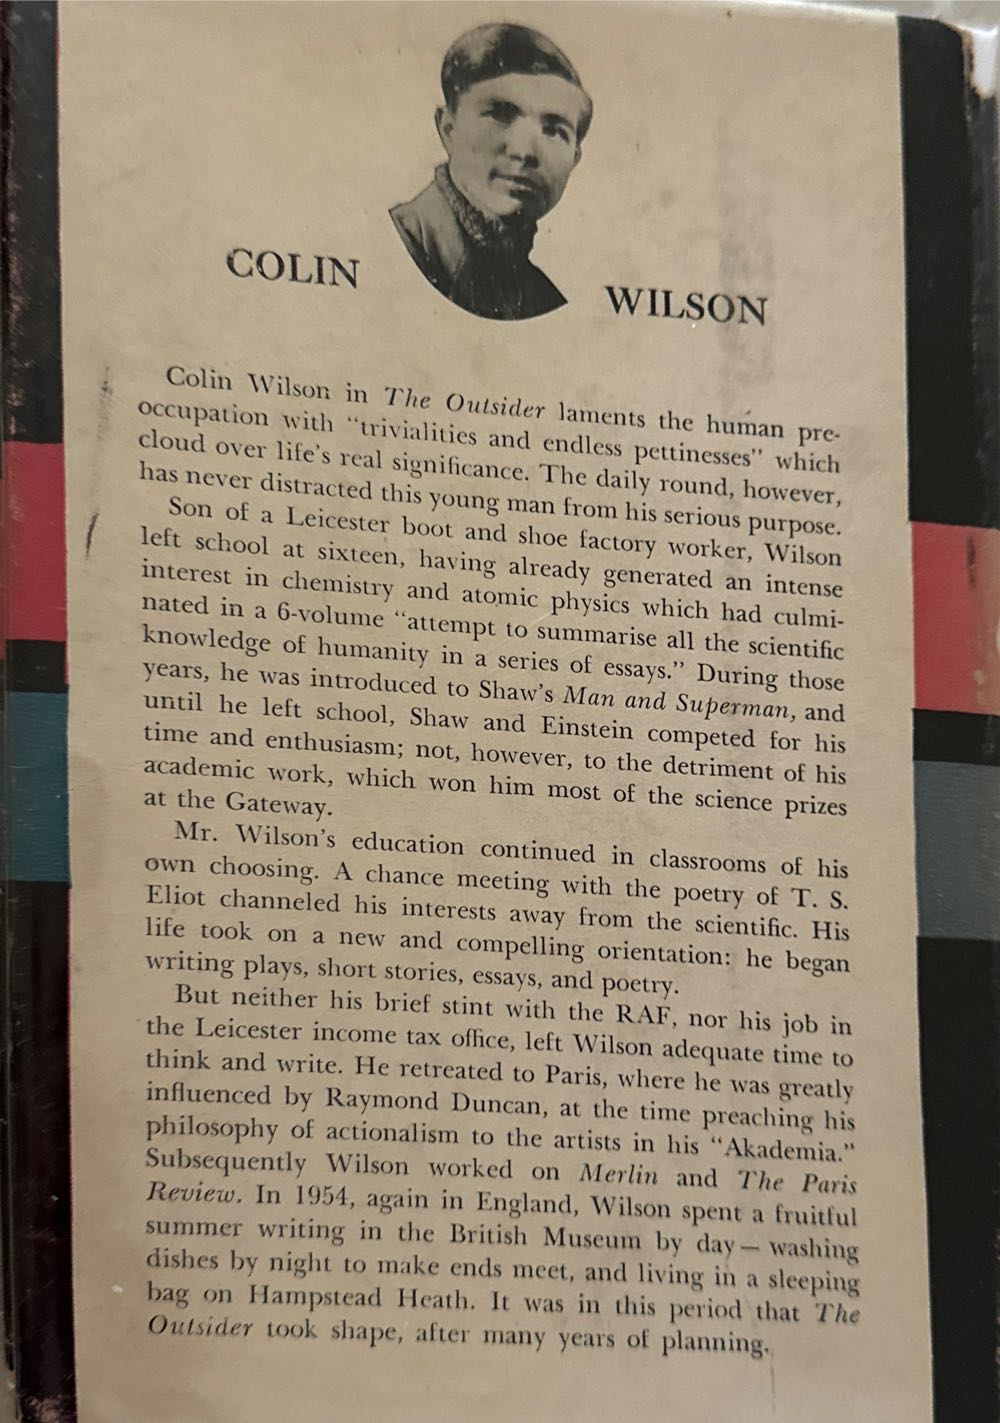 COLIN WILSON
Colin Wilson in The Outsider laments the human pre-
occupation with "trivialities and endless pettinesses" which
cloud over life's real significance. The daily round, however,
has never distracted this young man from his serious purpose.
Son of a Leicester boot and shoe factory worker, Wilson
left school at sixteen, having already generated an intense
interest in chemistry and atomic physics which had culmi-
nated in a 6-volume "attempt to summarise all the scientific
knowledge of humanity in a series of essays." During those
years, he was introduced to Shaw's Man and Superman, and
until he left school, Shaw and Einstein competed for his
time and enthusiasm; not, however, to the detriment of his
academic work, which won him most of the science prizes
at the Gateway.
Mr. Wilson's education continued in classrooms of his
own choosing. A chance meeting with the poetry of T. S.
Eliot channeled his interests away from the scientific. His
life took on a new and compelling orientation: he began
writing plays, short stories, essays, and poetry.
But neither his brief stint with the RAF, nor his job in
the Leicester income tax office, left Wilson adequate time to
think and write. He retreated to Paris, where he was greatly
influenced by Raymond Duncan, at the time preaching his
philosophy of actionalism to the artists in his "Akademia."
Subsequently Wilson worked on Merlin and The Paris
Review. In 1954, again in England, Wilson spent a fruitful
summer writing in the British Museum by day — washing
dishes by night to make ends meet, and living in a sleeping
bag on Hampstead Heath. It was in this period that The
Outsider took shape, after many years of planning.